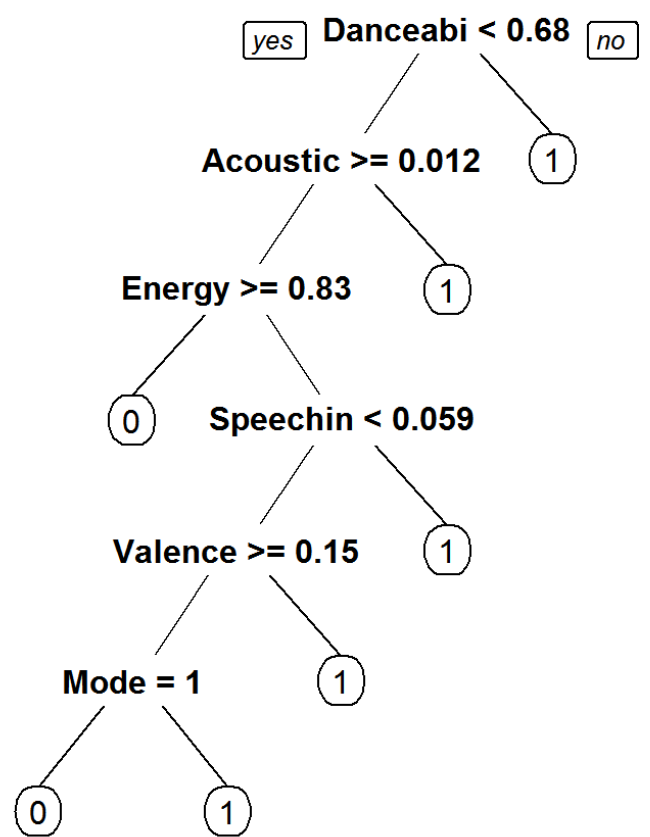 yes Danceabi < 0.68 no
Acoustic >= 0.012 1
Energy >= 0.83 1
0 Speechin < 0.059
Valence >= 0.15 1
Mode = 1 1
0 1